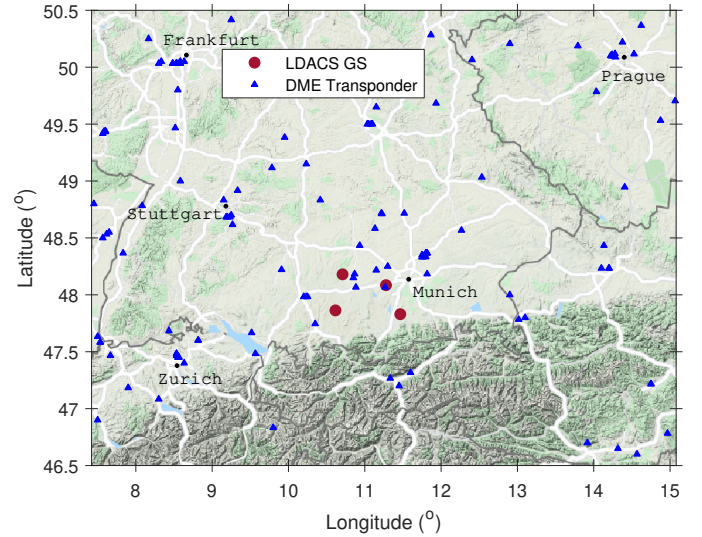 50.5
50
49.5
49
48.5
48
47.5
47
46.5
Latitude (°)
Frankfurt
LDACS GS
DME Transponder
Prague
Stuttgart
Munich
Zurich
8 9 10 11 12 13 14 15
Longitude (°)